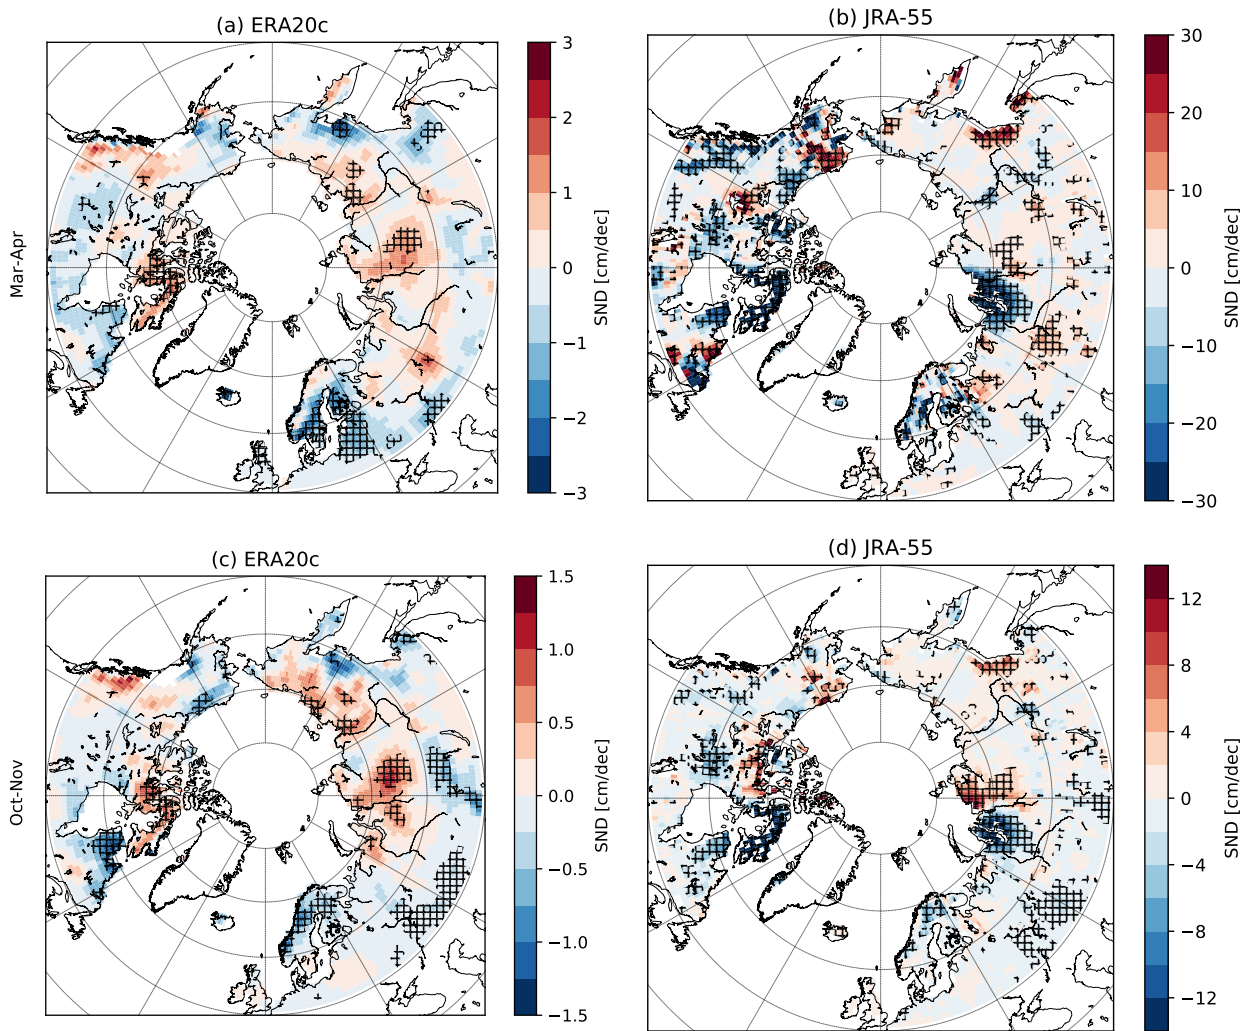 (a) ERA20c
(b) JRA-55
Mar-Apr
3
2
1
0
−1
−2
−3
SND [cm/dec]
30
20
10
0
−10
−20
−30
SND [cm/dec]
(c) ERA20c
(d) JRA-55
Oct-Nov
1.5
1.0
0.5
0.0
−0.5
−1.0
−1.5
SND [cm/dec]
12
8
4
0
−4
−8
−12
SND [cm/dec]